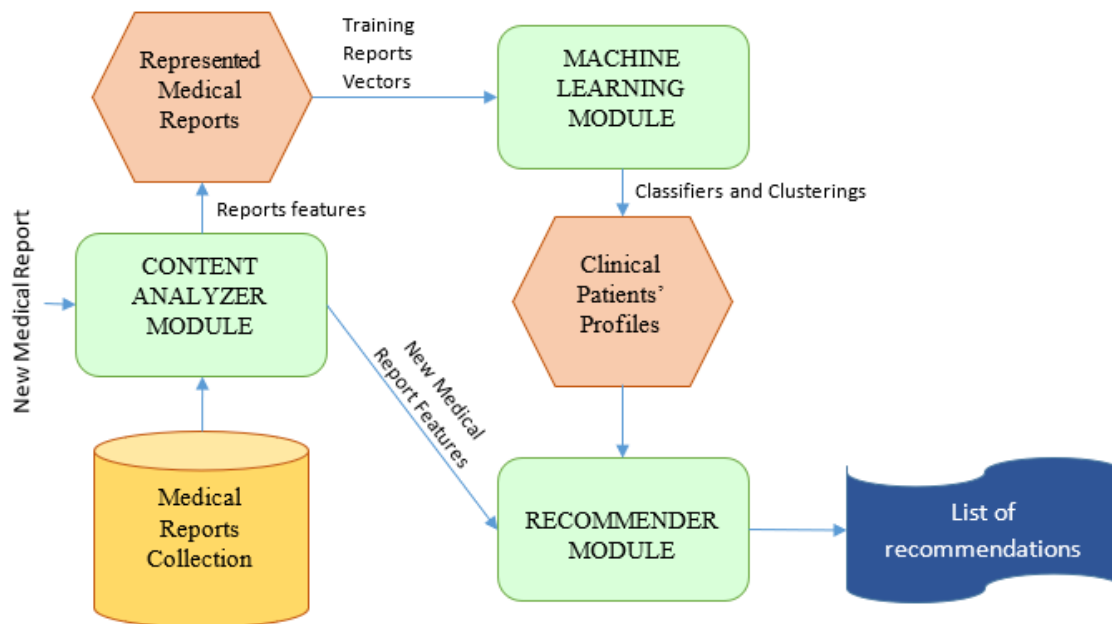 Represented
Medical
Reports
Training
Reports
Vectors
MACHINE
LEARNING
MODULE
Reports features
Classifiers and Clusterings
New Medical Report
CONTENT
ANALYZER
MODULE
Clinical
Patients’
Profiles
New Medical
Report Features
Medical
Reports
Collection
RECOMMENDER
MODULE
List of
recommendations